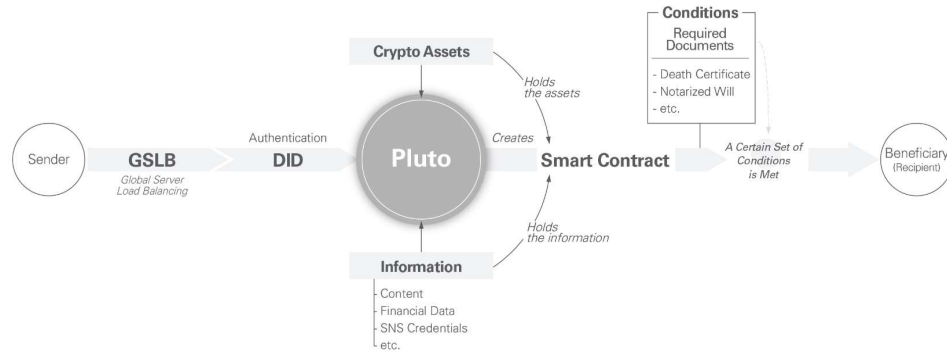 Sender
GSLB
Global Server
Load Balancing
Authentication
DID
Crypto Assets
Pluto
Information
- Content
- Financial Data
- SNS Credentials
- etc.
Holds
the assets
Creates
Holds
the information
Smart Contract
Conditions
Required
Documents
- Death Certificate
- Notarized Will
- etc.
A Certain Set of
Conditions
is Met
Beneficiary
(Recipient)